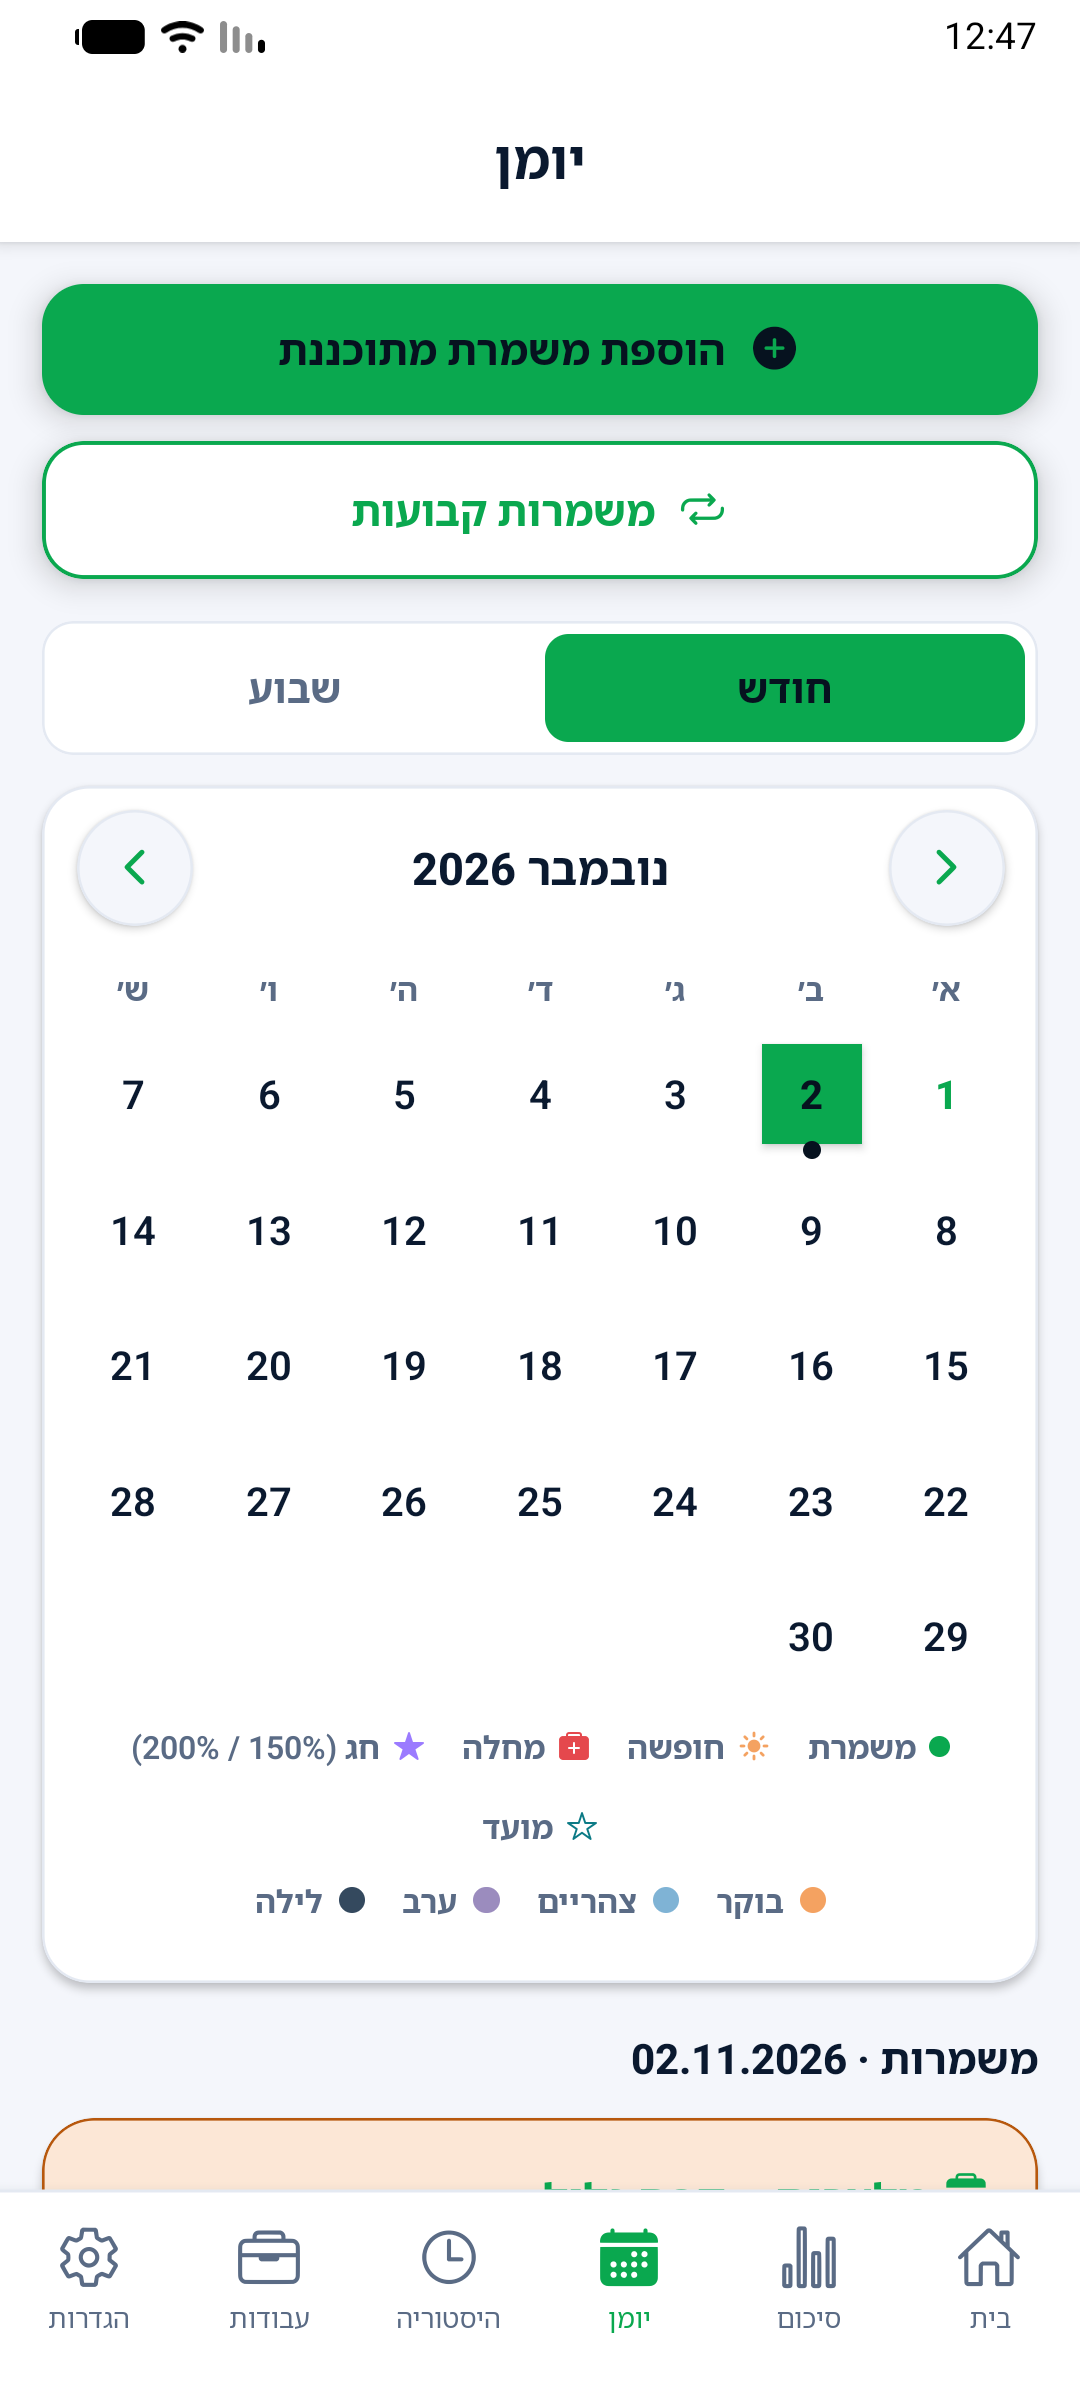 12:47
יומן
הוספת משמרת מתוכננת
משמרות קבועות
חודש
שבוע
נובמבר 2026
א׳ ב׳ ג׳ ד׳ ה׳ ו׳ ש׳
1 2 3 4 5 6 7
8 9 10 11 12 13 14
15 16 17 18 19 20 21
22 23 24 25 26 27 28
29 30
משמרת חופשה מחלה חג (150% / 200%)
מועד
בוקר צהריים ערב לילה
משמרות · 02.11.2026
בית סיכום יומן היסטוריה עבודות הגדרות